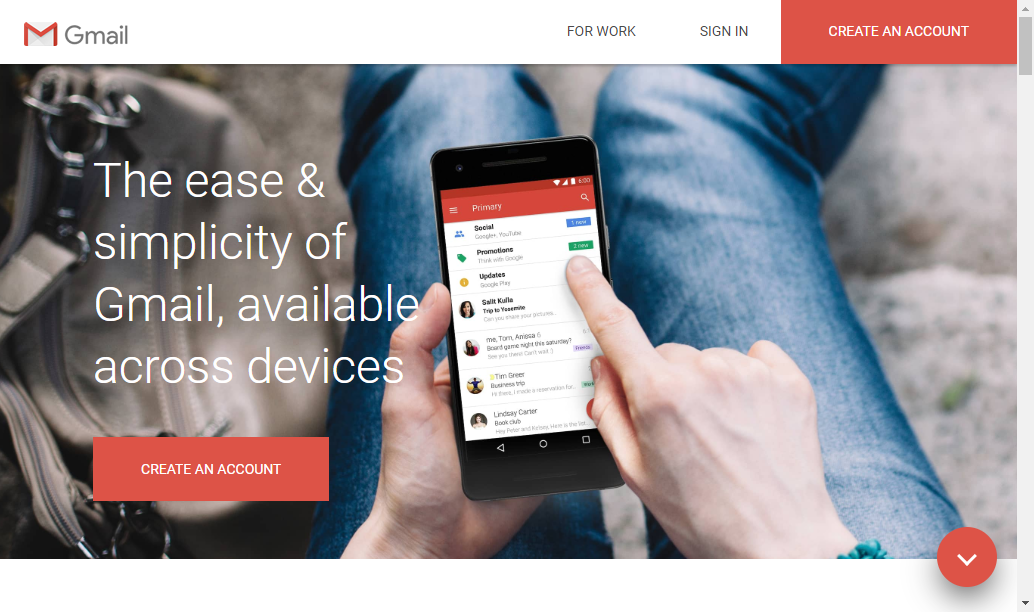 Gmail
FOR WORK
SIGN IN
CREATE AN ACCOUNT
The ease &
simplicity of
Gmail, available
across devices
CREATE AN ACCOUNT
6:00
Primary
Social
1 new
Google+, YouTube
Promotions
2 new
Think with Google
Updates
Google Play
Salit Kulla
Trip to Yosemite
Can you share your pictures...
me, Tom, Anissa 6
Board game night this saturday?
See you there! Can't wait :)
Friends
Tim Greer
Business trip
Hi there, I made a reservation for...
Lindsay Carter
Book club
Hey Peter and Kelsey, Here is the list...